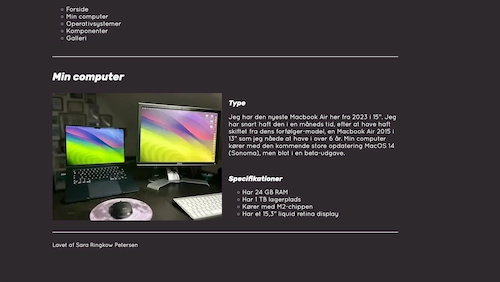 Forside
Min computer
Operativsystemer
Komponenter
Galleri
Min computer
Type
Jeg har den nyeste Macbook Air her fra 2023 i 15". Jeg
har snart haft den i en måneds tid, efter at have haft
skiftet fra dens forfølger-model, en Macbook Air 2015 i
13" som jeg nåede at have i over 6 år. Min computer
kører med den kommende store opdatering MacOS 14
(Sonoma), men blot i en beta-udgave.
Specifikationer
Har 24 GB RAM
Har 1 TB lagerplads
Kører med M2-chippen
Har et 15,3" liquid retina display
Lavet af Sara Ringkow Petersen